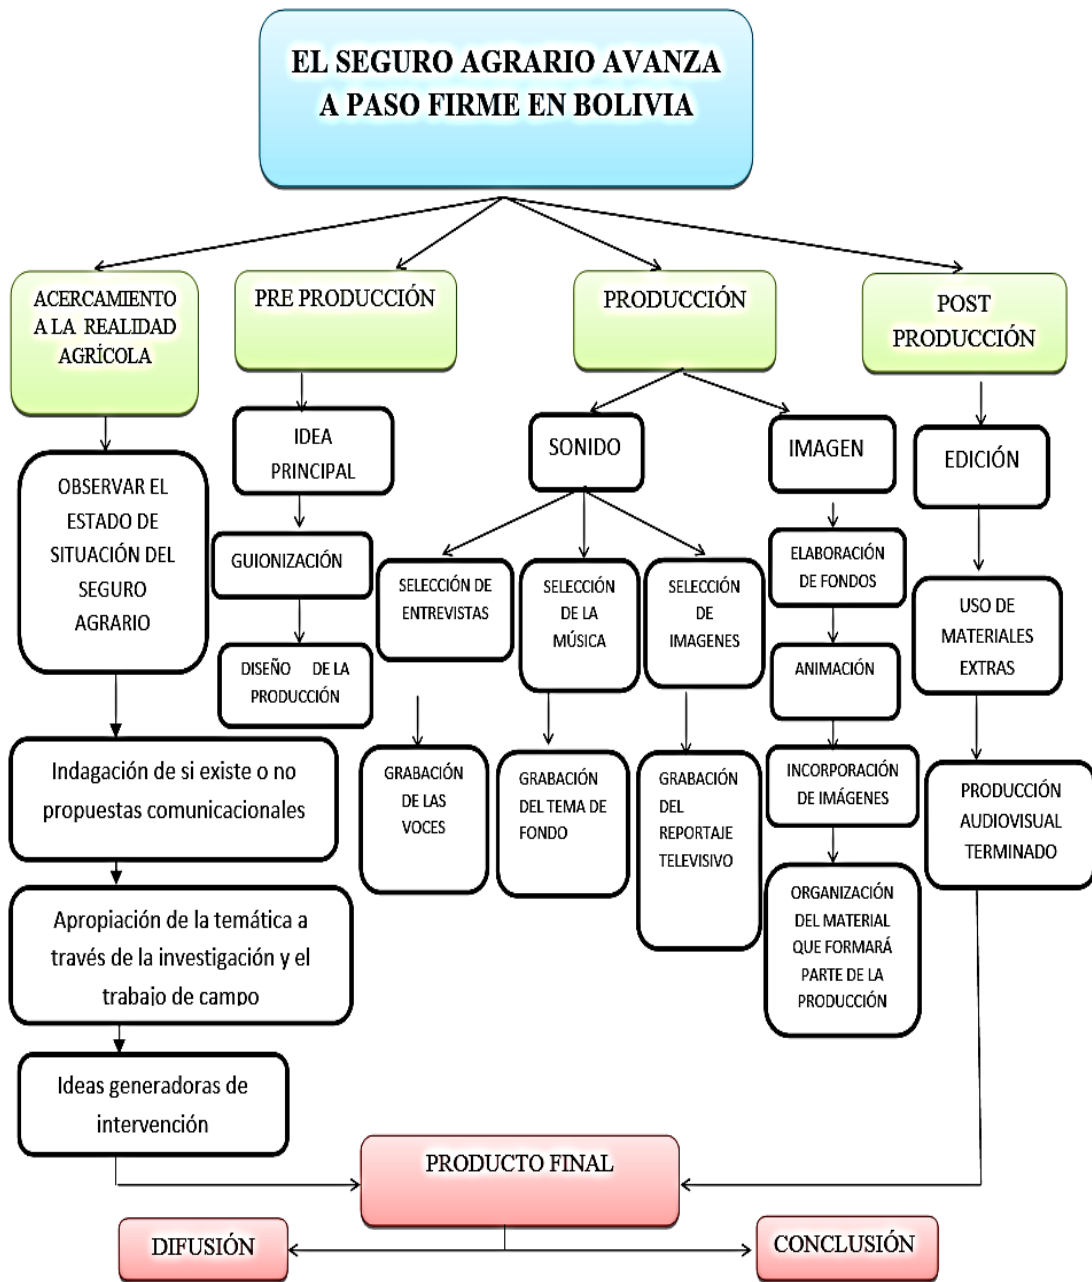 EL SEGURO AGRARIO AVANZA
A PASO FIRME EN BOLIVIA
ACERCAMIENTO
A LA REALIDAD
AGRÍCOLA
PRE PRODUCCIÓN
PRODUCCIÓN
POST
PRODUCCIÓN
OBSERVAR EL
ESTADO DE
SITUACIÓN DEL
SEGURO
AGRARIO
Indagación de si existe o no
propuestas comunicacionales
Apropiación de la temática a
través de la investigación y el
trabajo de campo
Ideas generadoras de
intervención
IDEA
PRINCIPAL
GUIONIZACIÓN
DISEÑO DE LA
PRODUCCIÓN
SONIDO
SELECCIÓN DE
ENTREVISTAS
GRABACIÓN
DE LAS
VOCES
SELECCIÓN
DE LA
MÚSICA
GRABACIÓN
DEL TEMA DE
FONDO
SELECCIÓN
DE
IMAGENES
GRABACIÓN
DEL
REPORTAJE
TELEVISIVO
IMAGEN
ELABORACIÓN
DE FONDOS
ANIMACIÓN
INCORPORACIÓN
DE IMÁGENES
ORGANIZACIÓN
DEL MATERIAL
QUE FORMARÁ
PARTE DE LA
PRODUCCIÓN
EDICIÓN
USO DE
MATERIALES
EXTRAS
PRODUCCIÓN
AUDIOVISUAL
TERMINADO
PRODUCTO FINAL
DIFUSIÓN
CONCLUSIÓN